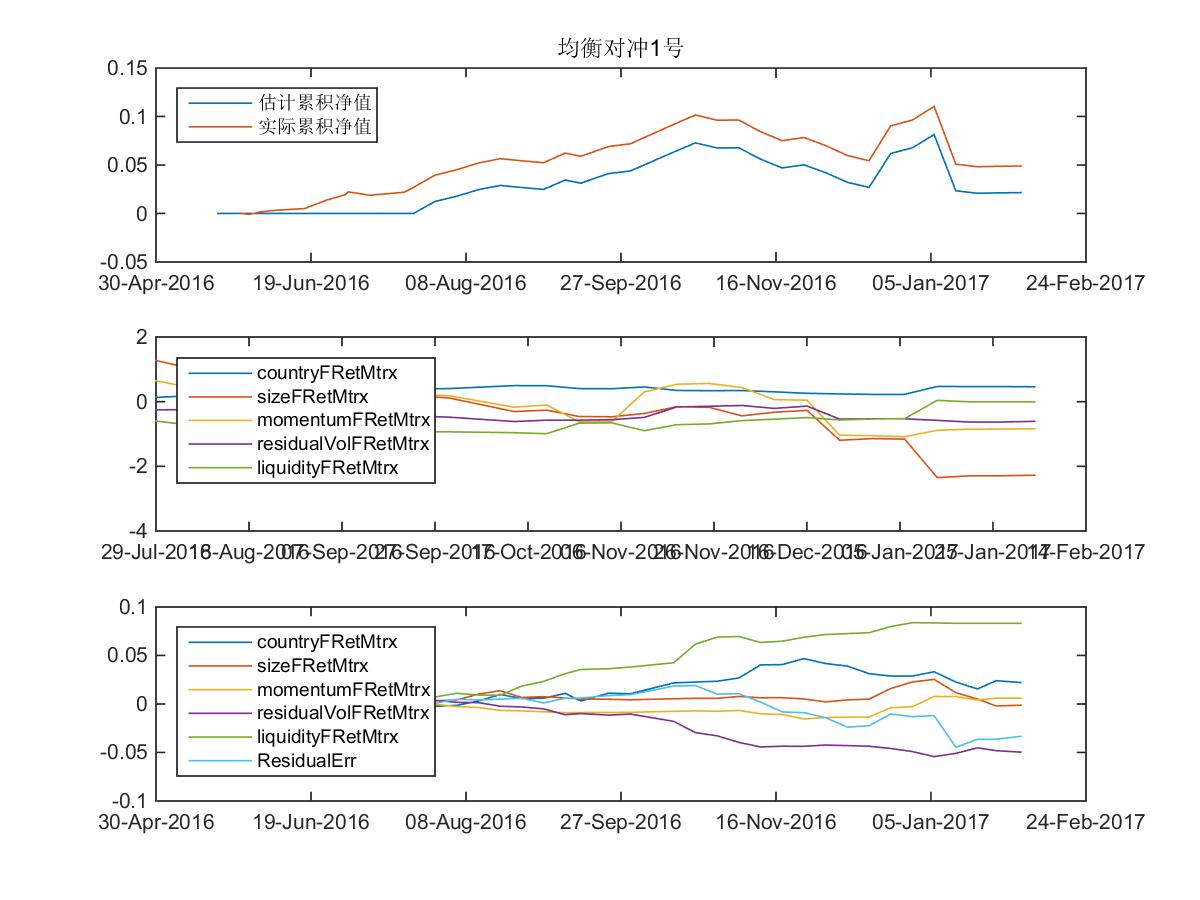 均衡对冲1号
0.15
估计累积净值
0.1
实际累积净值
0.05
0
-0.05
30-Apr-2016 19-Jun-2016 08-Aug-2016 27-Sep-2016 16-Nov-2016 05-Jan-2017 24-Feb-2017
2
countryFRetMtrx
sizeFRetMtrx
0
momentumFRetMtrx
residualVolFRetMtrx
liquidityFRetMtrx
-2
-4
29-Jul-2016
14-Feb-2017
0.1
countryFRetMtrx
0.05
sizeFRetMtrx
momentumFRetMtrx
0
residualVolFRetMtrx
liquidityFRetMtrx
-0.05
ResidualErr
-0.1
30-Apr-2016 19-Jun-2016 08-Aug-2016 27-Sep-2016 16-Nov-2016 05-Jan-2017 24-Feb-2017